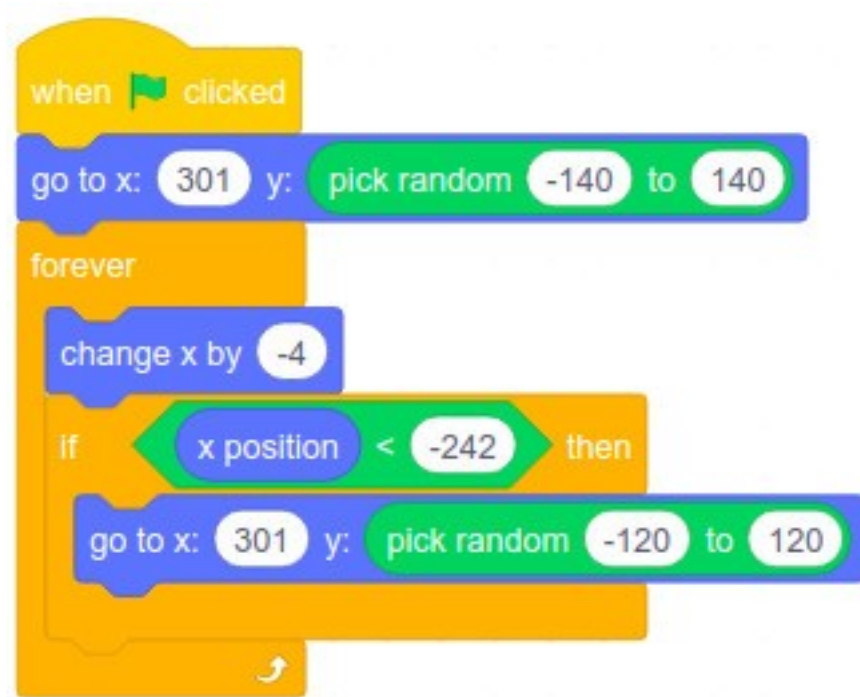 when clicked
go to x: 301 y: pick random -140 to 140
forever
change x by -4
if x position < -242 then
go to x: 301 y: pick random -120 to 120